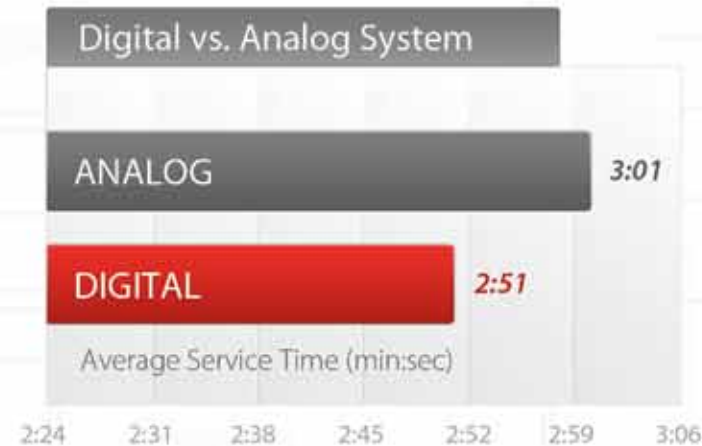 Digital vs. Analog System
ANALOG 3:01
DIGITAL 2:51
Average Service Time (min:sec)
2:24 2:31 2:38 2:45 2:52 2:59 3:06